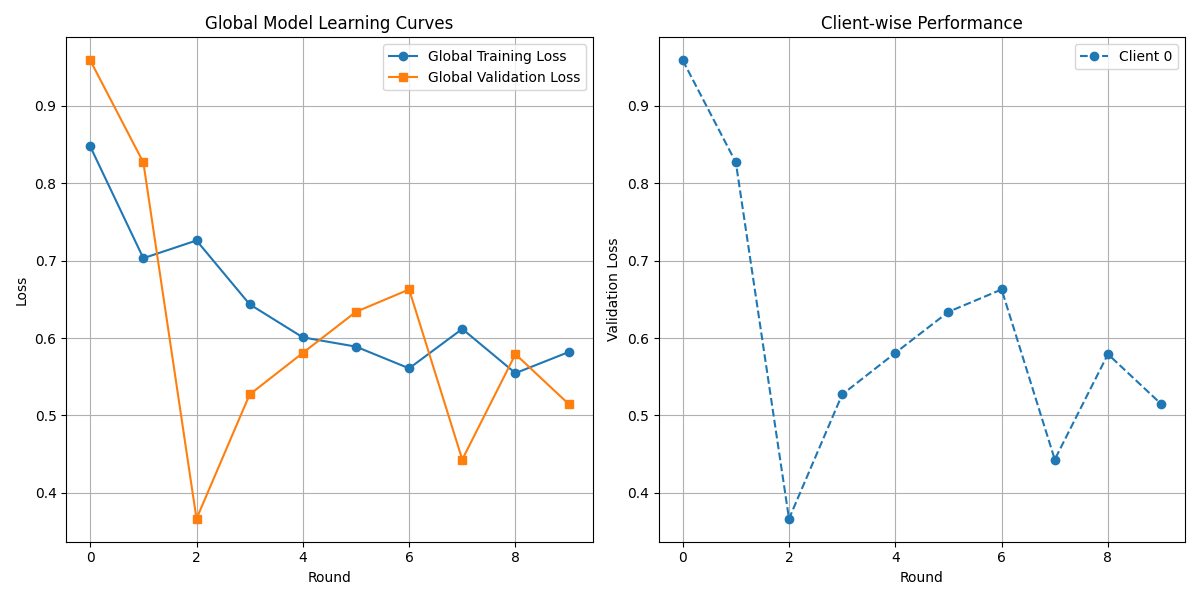 Global Model Learning Curves
Global Training Loss
Global Validation Loss
Loss
0.9
0.8
0.7
0.6
0.5
0.4
0 2 4 6 8
Round
Client-wise Performance
Client 0
Validation Loss
0.9
0.8
0.7
0.6
0.5
0.4
0 2 4 6 8
Round